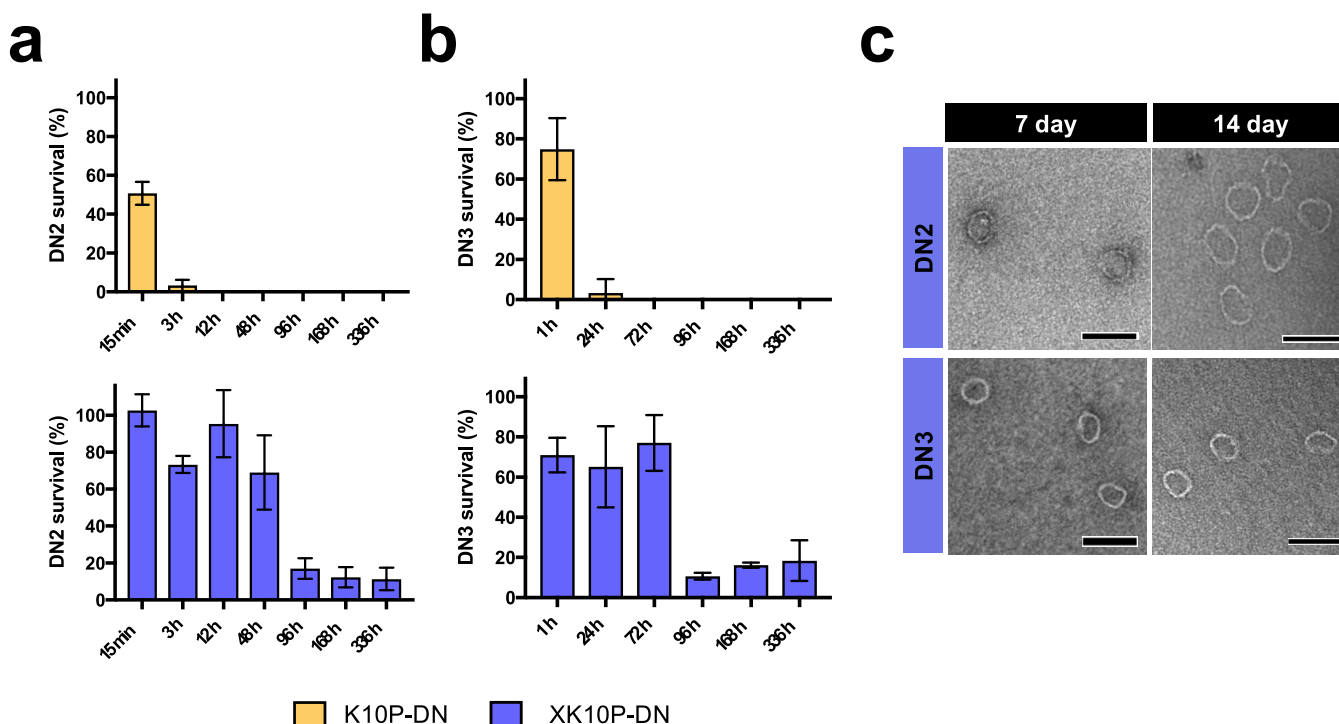 a
b
c
DN2 survival (%)
100
80
60
40
20
0
15min
3h
12h
48h
96h
168h
336h
DN3 survival (%)
100
80
60
40
20
0
1h
24h
72h
96h
168h
336h
7 day
14 day
DN2
DN3
DN2 survival (%)
100
80
60
40
20
0
15min
3h
12h
48h
96h
168h
336h
DN3 survival (%)
100
80
60
40
20
0
1h
24h
72h
96h
168h
336h
K10P-DN
XK10P-DN